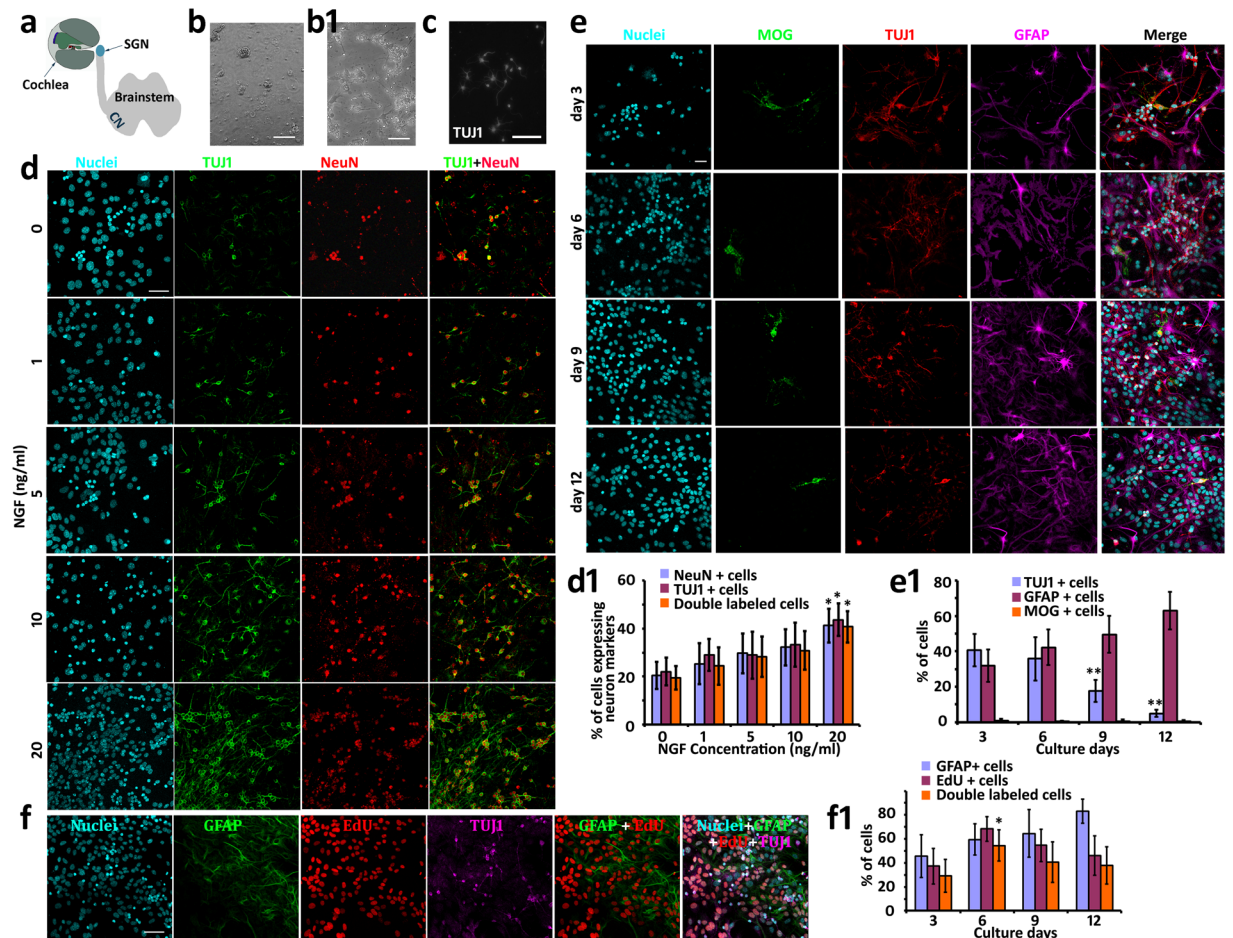 a
SGN
Cochlea
Brainstem
CN
b
b1
c
TUJ1
d
Nuclei
TUJ1
NeuN
TUJ1+NeuN
0
1
5
10
20
NGF (ng/ml)
e
Nuclei
MOG
TUJ1
GFAP
Merge
day 3
day 6
day 9
day 12
d1
NeuN + cells
TUJ1 + cells
Double labeled cells
% of cells expressing
neuron markers
60
40
20
0
* * *
0 1 5 10 20
NGF Concentration (ng/ml)
e1
TUJ1 + cells
GFAP + cells
MOG + cells
% of cells
80
60
40
20
0
**
**
3 6 9 12
Culture days
f
Nuclei
GFAP
EdU
TUJ1
GFAP + EdU
Nuclei+GFAP
+EdU+TUJ1
f1
GFAP+ cells
EdU + cells
Double labeled cells
% of cells
80
60
40
20
0
*
3 6 9 12
Culture days